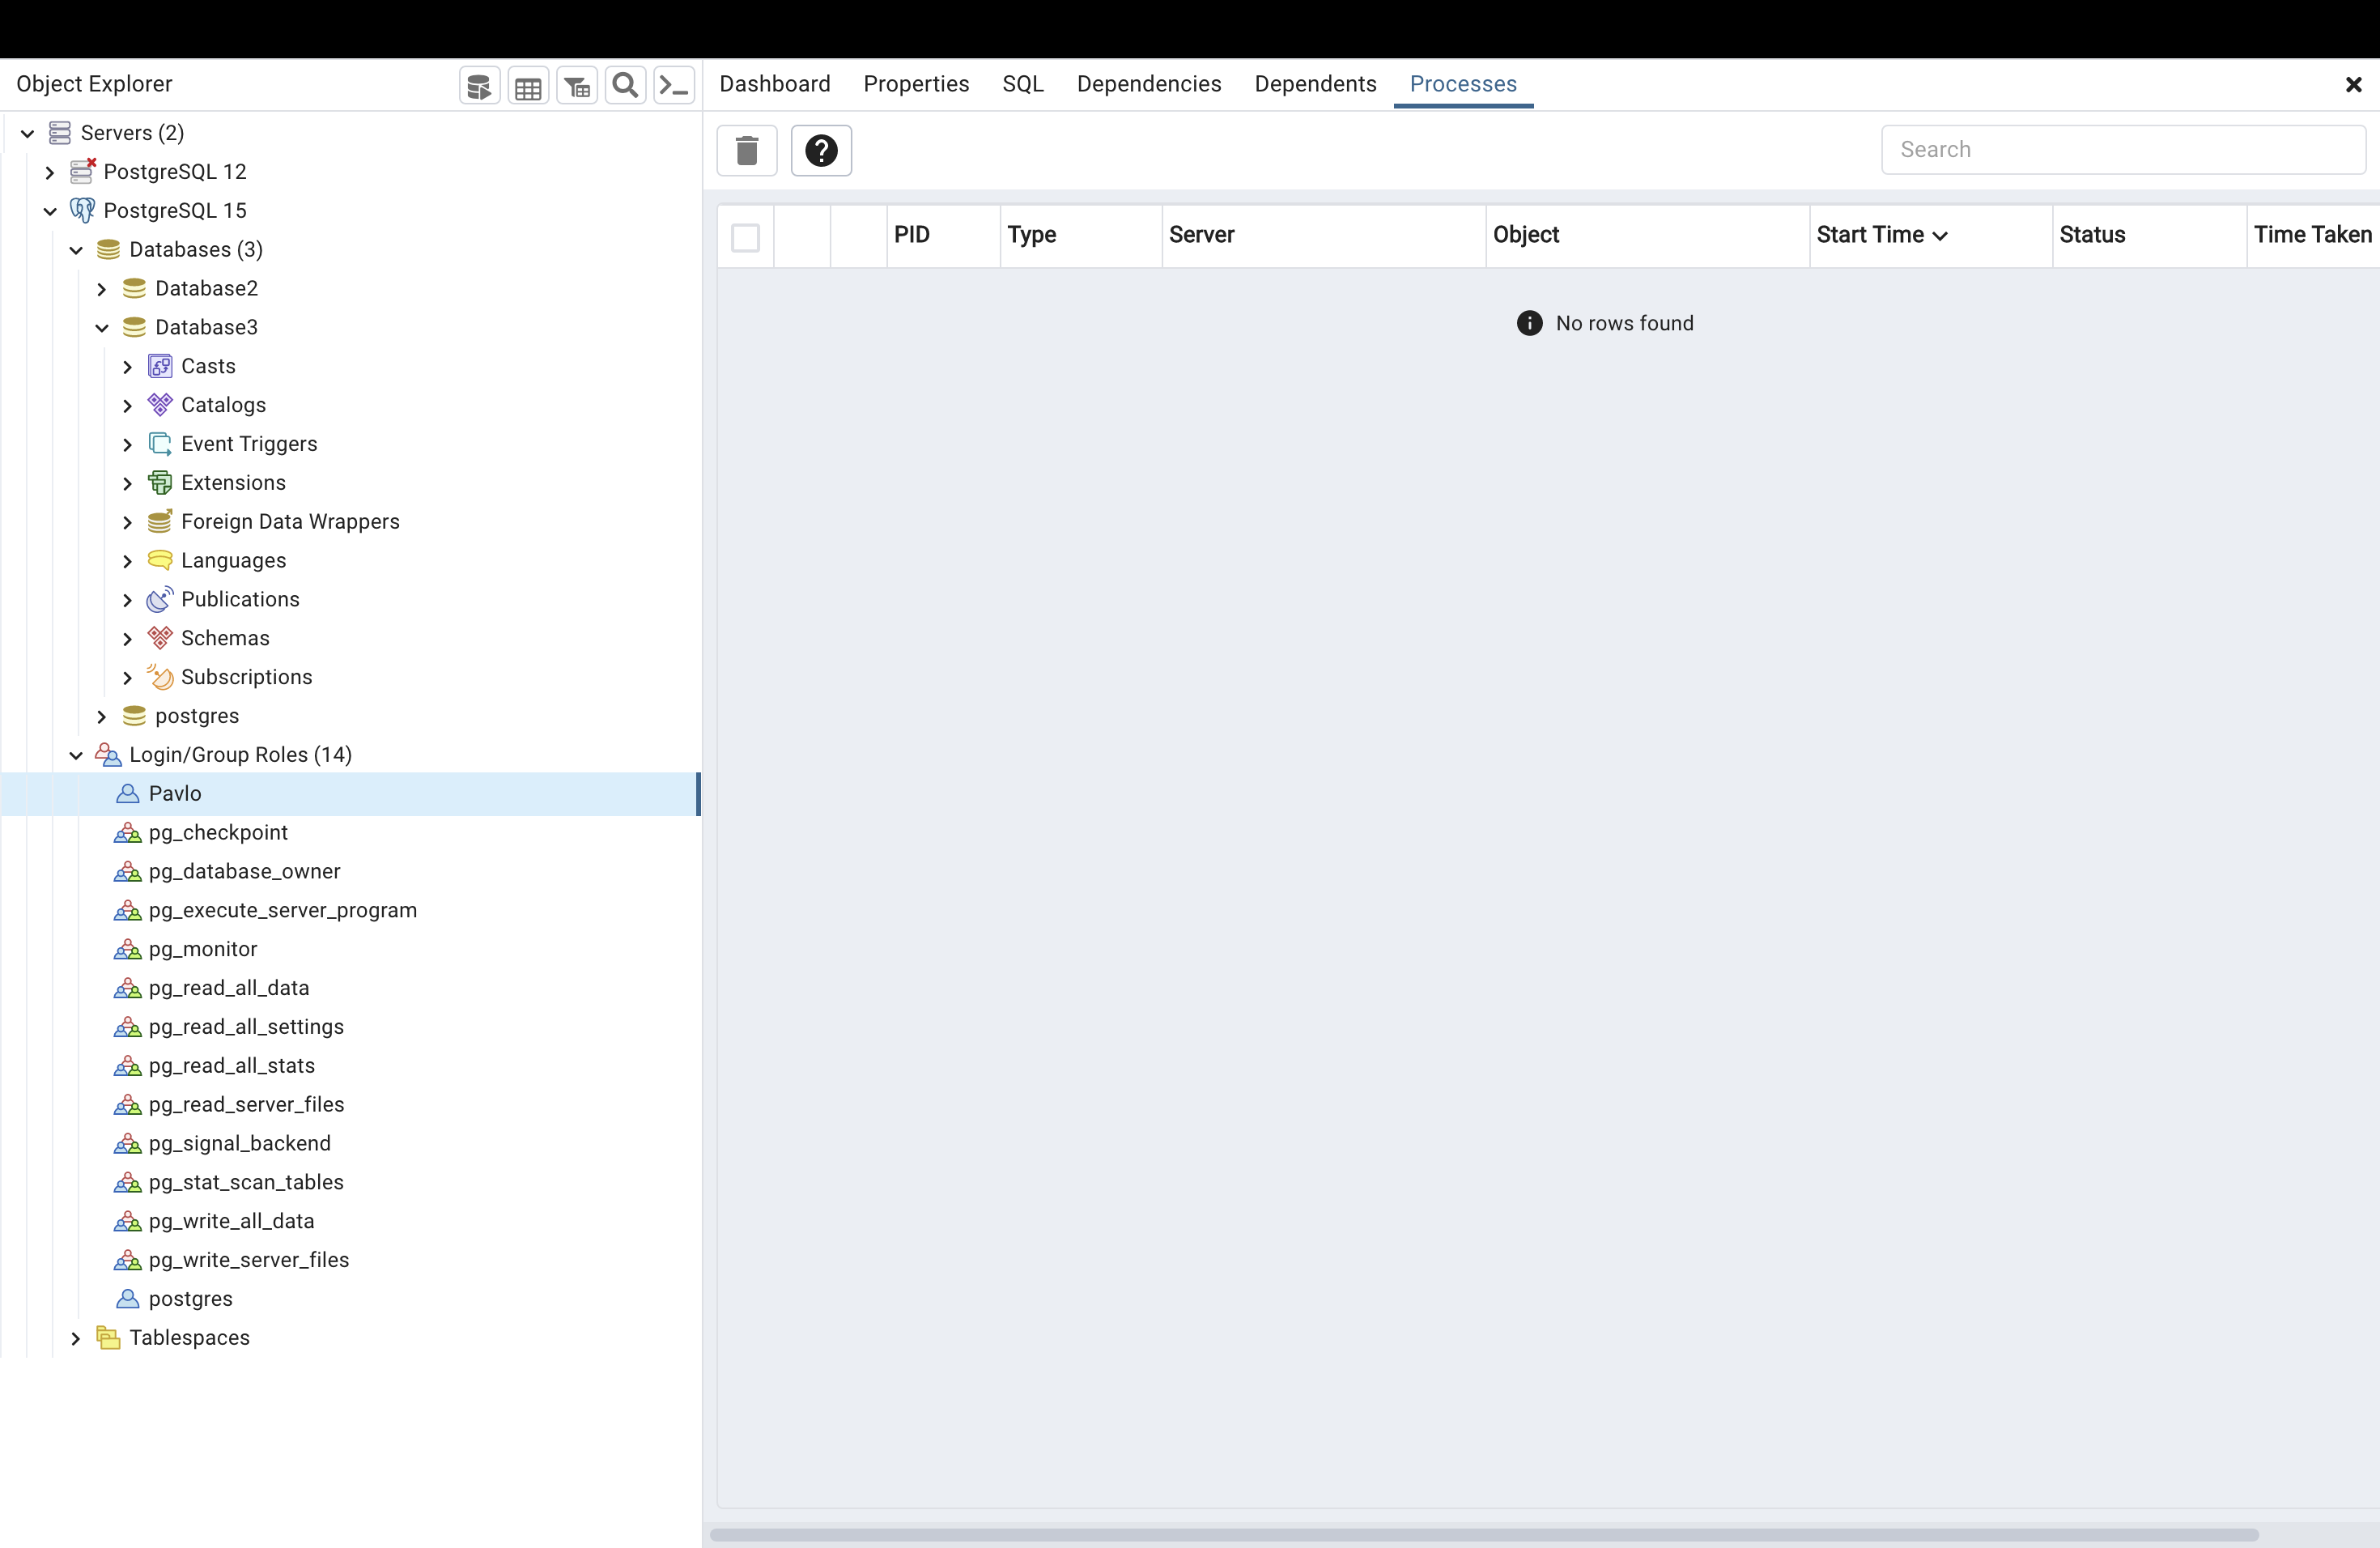 Object Explorer
Dashboard Properties SQL Dependencies Dependents Processes
Search
Servers (2)
PostgreSQL 12
PostgreSQL 15
Databases (3)
Database2
Database3
Casts
Catalogs
Event Triggers
Extensions
Foreign Data Wrappers
Languages
Publications
Schemas
Subscriptions
postgres
Login/Group Roles (14)
Pavlo
pg_checkpoint
pg_database_owner
pg_execute_server_program
pg_monitor
pg_read_all_data
pg_read_all_settings
pg_read_all_stats
pg_read_server_files
pg_signal_backend
pg_stat_scan_tables
pg_write_all_data
pg_write_server_files
postgres
Tablespaces
PID Type Server Object Start Time Status Time Taken
No rows found